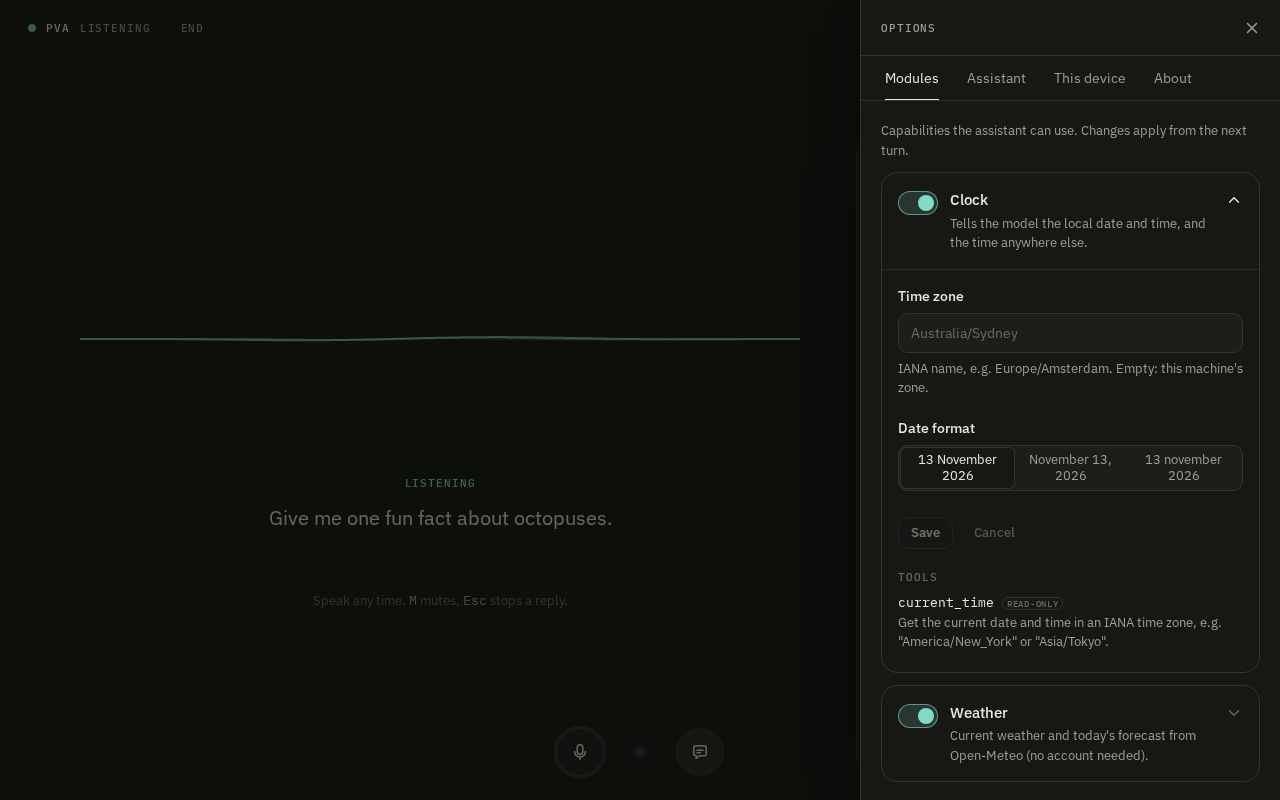 PVA LISTENING END
LISTENING
Give me one fun fact about octopuses.
Speak any time. M mutes, Esc stops a reply.
OPTIONS
Modules Assistant This device About
Capabilities the assistant can use. Changes apply from the next
turn.
Clock
Tells the model the local date and time, and
the time anywhere else.
Time zone
Australia/Sydney
IANA name, e.g. Europe/Amsterdam. Empty: this machine's
zone.
Date format
13 November
2026
November 13,
2026
13 november
2026
Save Cancel
TOOLS
current_time READ-ONLY
Get the current date and time in an IANA time zone, e.g.
"America/New_York" or "Asia/Tokyo".
Weather
Current weather and today's forecast from
Open-Meteo (no account needed).